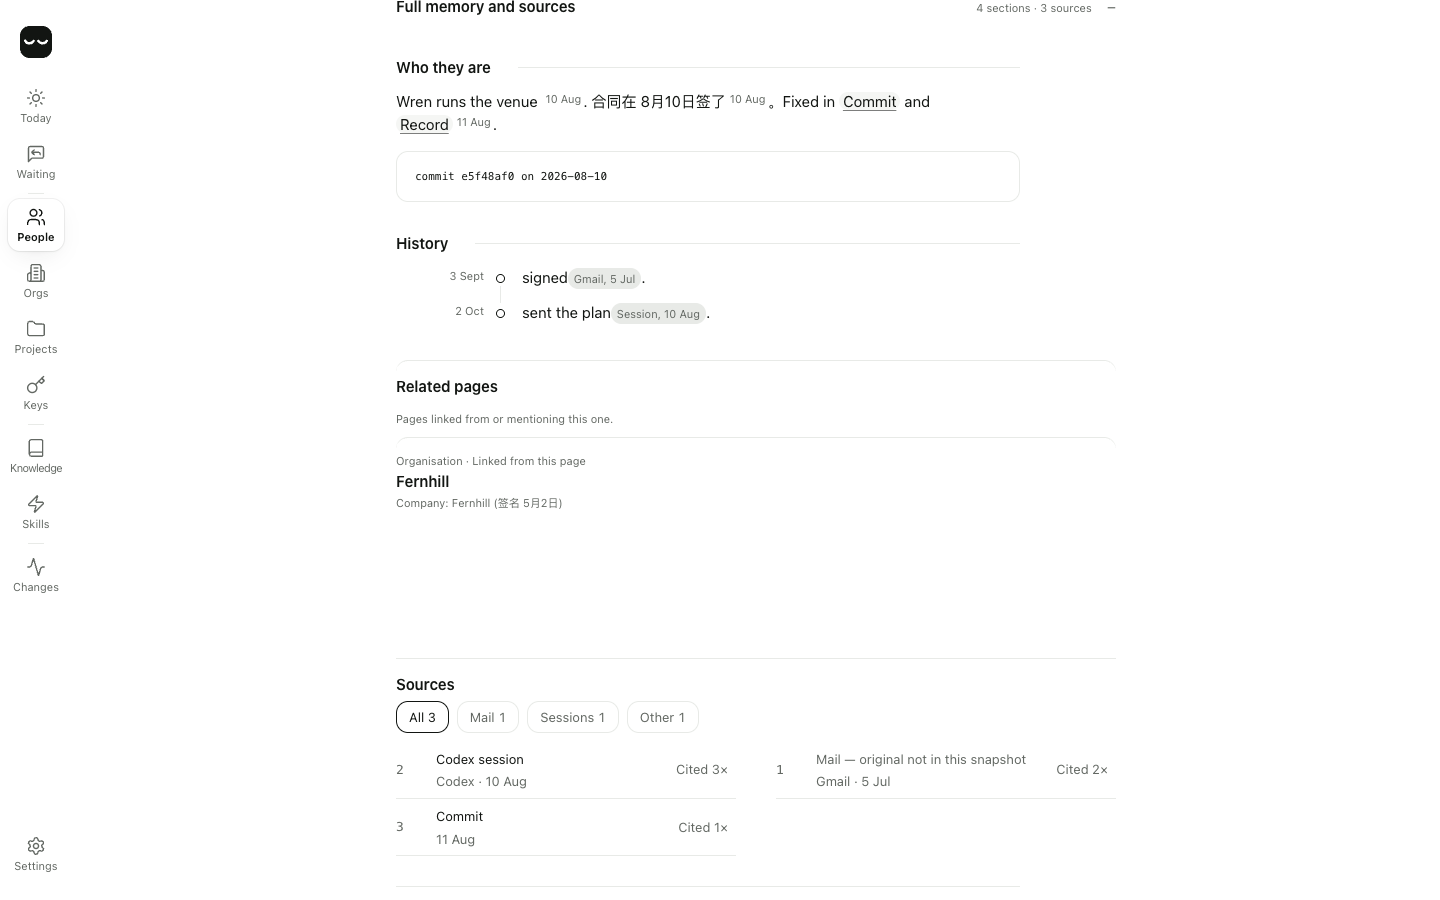 Full memory and sources
4 sections · 3 sources —
Today
Waiting
People
Orgs
Projects
Keys
Knowledge
Skills
Changes
Settings
Who they are
Wren runs the venue 10 Aug. 合同在 8月10日签了 10 Aug。Fixed in Commit and
Record 11 Aug.
commit e5f48af0 on 2026-08-10
History
3 Sept signed Gmail, 5 Jul.
2 Oct sent the plan Session, 10 Aug.
Related pages
Pages linked from or mentioning this one.
Organisation · Linked from this page
Fernhill
Company: Fernhill (签名 5月2日)
Sources
All 3 Mail 1 Sessions 1 Other 1
2 Codex session Cited 3×
Codex · 10 Aug
1 Mail — original not in this snapshot Cited 2×
Gmail · 5 Jul
3 Commit Cited 1×
11 Aug